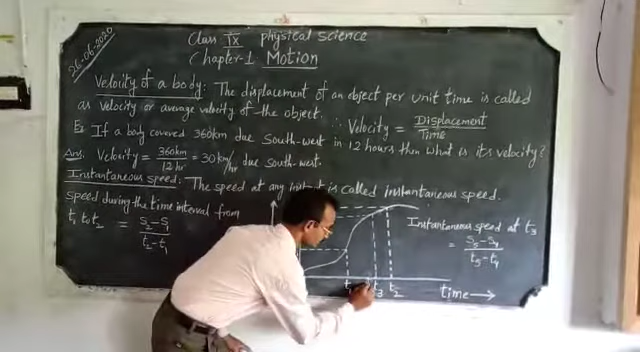 26-06-2020
Class IX physical science
Chapter-1 Motion
Velocity of a body: The displacement of an object per unit time is called
as velocity or average velocity of the object. ∴ Velocity = Displacement / Time
Ex: If a body covered 360km due South-west in 12 hours then what is its velocity?
Ans: Velocity = 360km / 12 hr = 30 km/hr due South-west.
Instantaneous speed: The speed at any is called instantaneous speed.
speed during the time interval from
t₁ to t₂ = S₂-S₁ / t₂-t₁
Instantaneous speed at t₃
= S₅-S₄ / t₅-t₄
t₃ t₂ time →